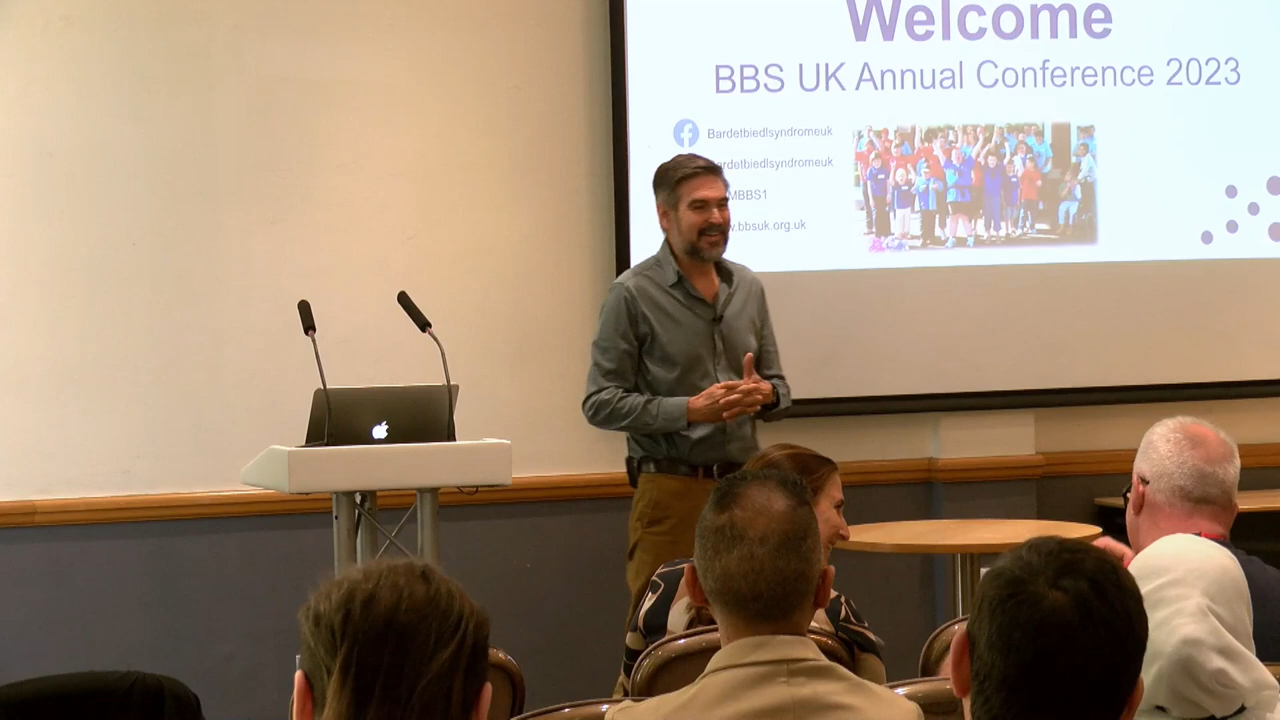 Welcome
BBS UK Annual Conference 2023
Bardetbiedlsyndromeuk
ardetbiedlsyndromeuk
MBBS1
w.bbsuk.org.uk